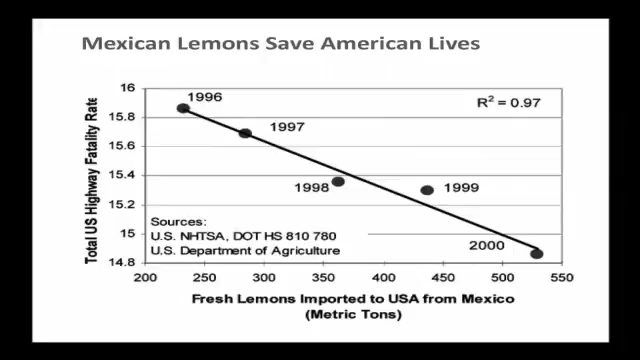 Mexican Lemons Save American Lives
Total US Highway Fatality Rate
16
15.8
15.6
15.4
15.2
15
14.8
1996
R² = 0.97
1997
1998
1999
2000
Sources:
U.S. NHTSA, DOT HS 810 780
U.S. Department of Agriculture
200 250 300 350 400 450 500 550
Fresh Lemons Imported to USA from Mexico
(Metric Tons)